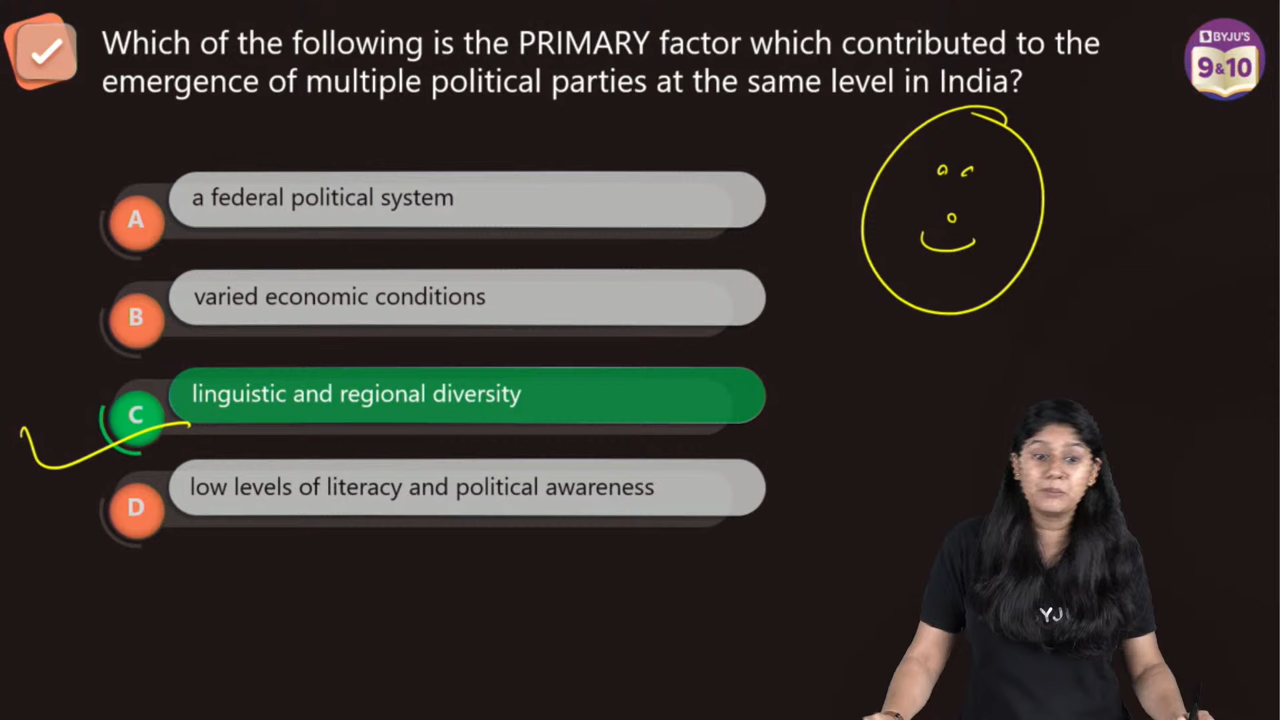 Which of the following is the PRIMARY factor which contributed to the
emergence of multiple political parties at the same level in India?
BYJU'S
9&10
A
a federal political system
B
varied economic conditions
C
linguistic and regional diversity
D
low levels of literacy and political awareness
YJU